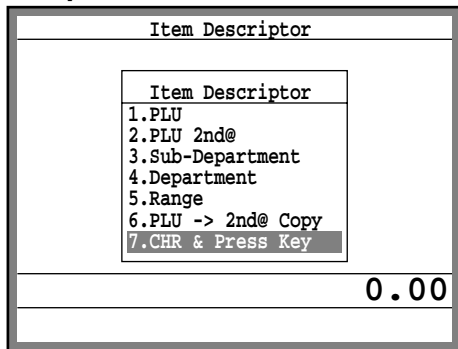 Item Descriptor
Item Descriptor
1.PLU
2.PLU 2nd@
3.Sub-Department
4.Department
5.Range
6.PLU -> 2nd@ Copy
7.CHR & Press Key
0.00